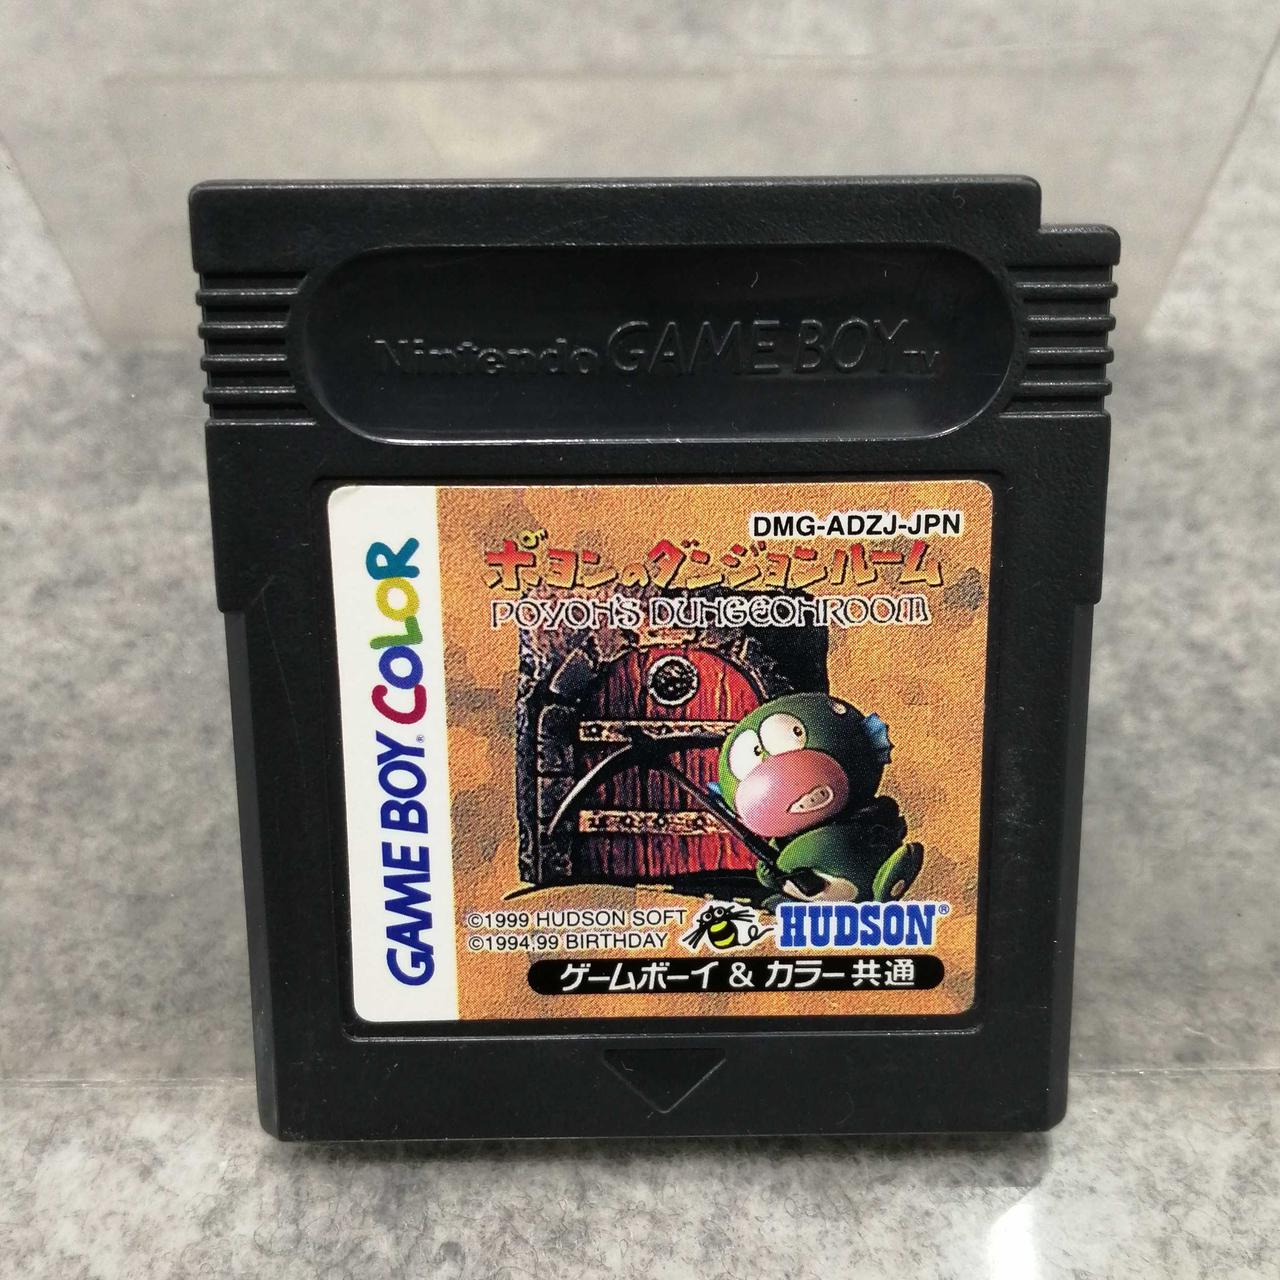 Nintendo GAME BOY TM
GAME BOY® COLOR
DMG-ADZJ-JPN
ポヨンのダンジョンルーム
POYON'S DUNGEONROOM
©1999 HUDSON SOFT
©1994,99 BIRTHDAY
HUDSON®
ゲームボーイ & カラー 共通